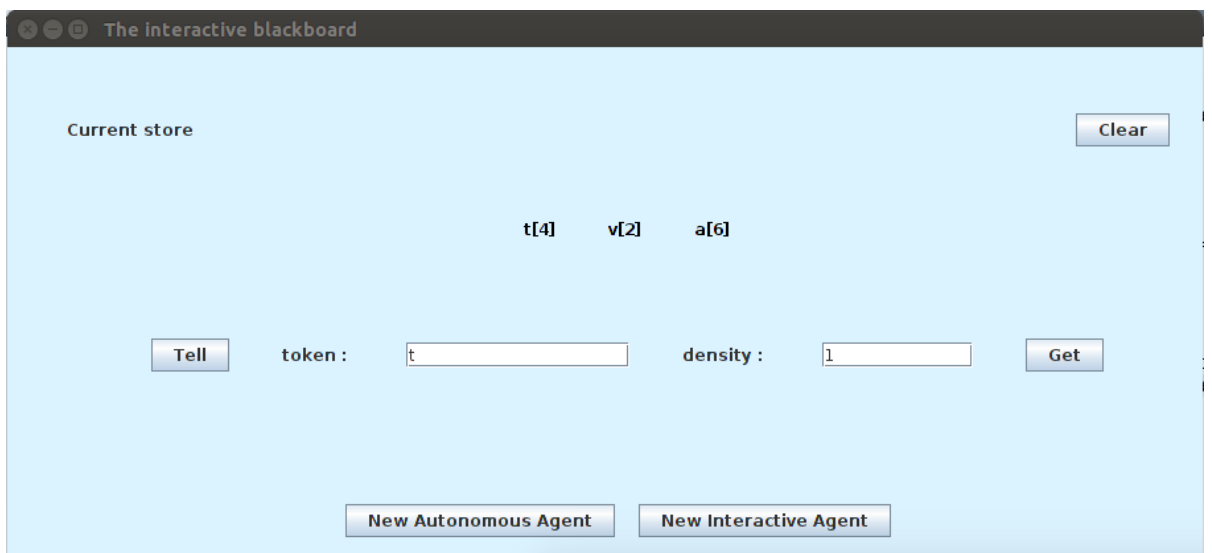 The interactive blackboard
Current store Clear
t[4] v[2] a[6]
Tell token : t density : 1 Get
New Autonomous Agent New Interactive Agent